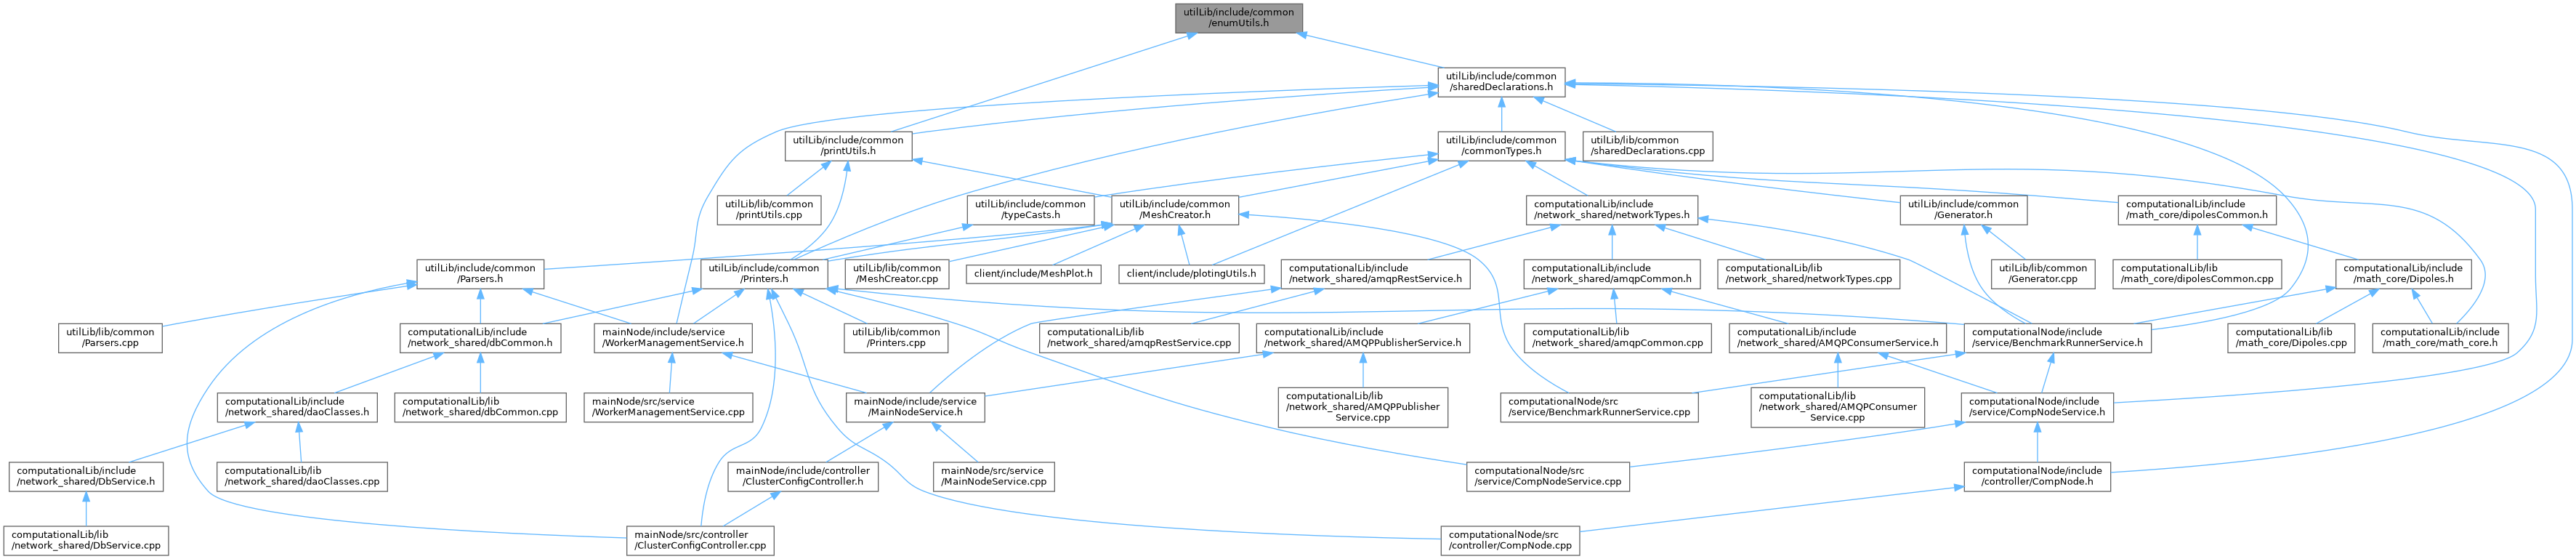 utilLib/include/common
/enumUtils.h
utilLib/include/common
/sharedDeclarations.h
utilLib/include/common
/printUtils.h
utilLib/include/common
/commonTypes.h
utilLib/lib/common
/sharedDeclarations.cpp
utilLib/lib/common
/printUtils.cpp
utilLib/include/common
/typeCasts.h
utilLib/include/common
/MeshCreator.h
computationalLib/include
/network_shared/networkTypes.h
utilLib/include/common
/Generator.h
computationalLib/include
/math_core/dipolesCommon.h
utilLib/include/common
/Parsers.h
utilLib/include/common
/Printers.h
utilLib/lib/common
/MeshCreator.cpp
client/include/MeshPlot.h
client/include/plotingUtils.h
computationalLib/include
/network_shared/amqpRestService.h
computationalLib/include
/network_shared/amqpCommon.h
computationalLib/lib
/network_shared/networkTypes.cpp
utilLib/lib/common
/Generator.cpp
computationalLib/lib
/math_core/dipolesCommon.cpp
computationalLib/include
/math_core/Dipoles.h
utilLib/lib/common
/Parsers.cpp
computationalLib/include
/network_shared/dbCommon.h
mainNode/include/service
/WorkerManagementService.h
utilLib/lib/common
/Printers.cpp
computationalLib/lib
/network_shared/amqpRestService.cpp
computationalLib/include
/network_shared/AMQPPublisherService.h
computationalLib/lib
/network_shared/amqpCommon.cpp
computationalLib/include
/network_shared/AMQPConsumerService.h
computationalNode/include
/service/BenchmarkRunnerService.h
computationalLib/lib
/math_core/Dipoles.cpp
computationalLib/include
/math_core/math_core.h
computationalLib/include
/network_shared/daoClasses.h
computationalLib/lib
/network_shared/dbCommon.cpp
mainNode/src/service
/WorkerManagementService.cpp
mainNode/include/service
/MainNodeService.h
computationalLib/lib
/network_shared/AMQPPublisher
Service.cpp
computationalNode/src
/service/BenchmarkRunnerService.cpp
computationalLib/lib
/network_shared/AMQPConsumer
Service.cpp
computationalNode/include
/service/CompNodeService.h
computationalLib/include
/network_shared/DbService.h
computationalLib/lib
/network_shared/daoClasses.cpp
mainNode/include/controller
/ClusterConfigController.h
mainNode/src/service
/MainNodeService.cpp
computationalNode/src
/service/CompNodeService.cpp
computationalNode/include
/controller/CompNode.h
computationalLib/lib
/network_shared/DbService.cpp
mainNode/src/controller
/ClusterConfigController.cpp
computationalNode/src
/controller/CompNode.cpp